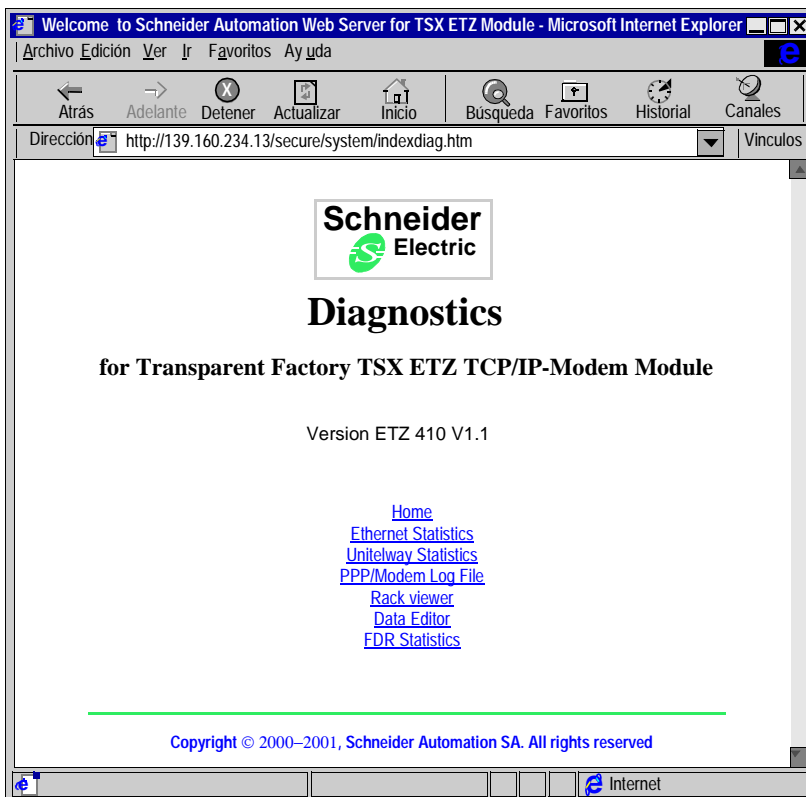 Welcome to Schneider Automation Web Server for TSX ETZ Module - Microsoft Internet Explorer
Archivo Edición Ver Ir Favoritos Ay uda
Atrás Adelante Detener Actualizar Inicio Búsqueda Favoritos Historial Canales
Dirección http://139.160.234.13/secure/system/indexdiag.htm Vinculos
Schneider
Electric
Diagnostics
for Transparent Factory TSX ETZ TCP/IP-Modem Module
Version ETZ 410 V1.1
Home
Ethernet Statistics
Unitelway Statistics
PPP/Modem Log File
Rack viewer
Data Editor
FDR Statistics
Copyright © 2000–2001, Schneider Automation SA. All rights reserved
Internet